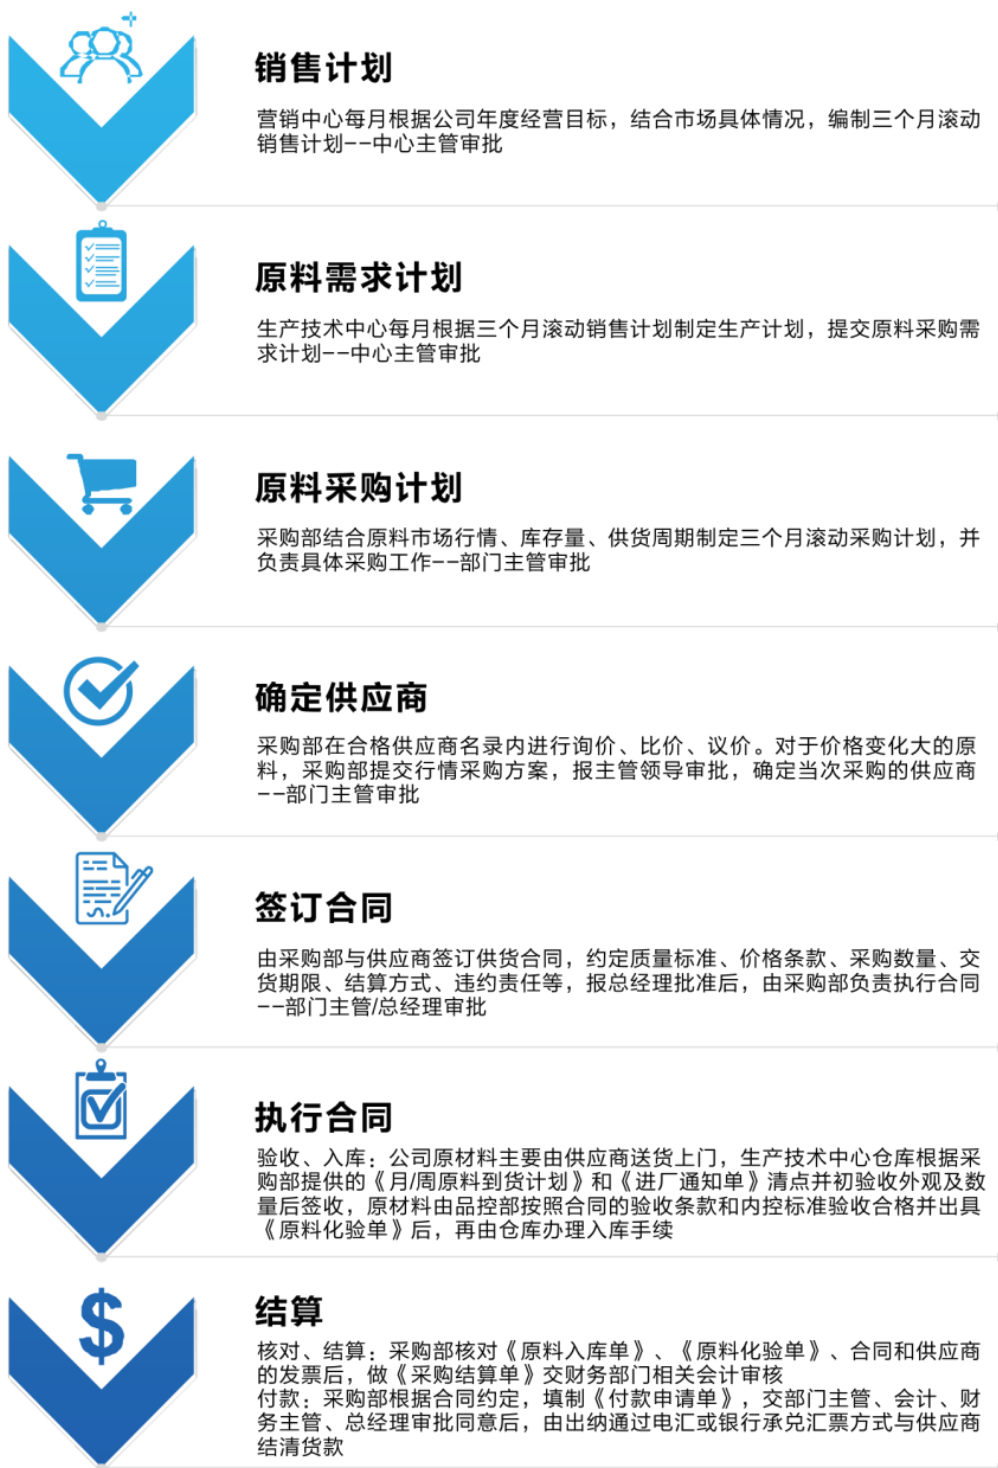 销售计划
营销中心每月根据公司年度经营目标，结合市场具体情况，编制三个月滚动
销售计划--中心主管审批
原料需求计划
生产技术中心每月根据三个月滚动销售计划制定生产计划，提交原料采购需
求计划--中心主管审批
原料采购计划
采购部结合原料市场行情、库存量、供货周期制定三个月滚动采购计划，并
负责具体采购工作--部门主管审批
确定供应商
采购部在合格供应商名录内进行询价、比价、议价。对于价格变化大的原
料，采购部提交行情采购方案，报主管领导审批，确定当次采购的供应商
--部门主管审批
签订合同
由采购部与供应商签订供货合同，约定质量标准、价格条款、采购数量、交
货期限、结算方式、违约责任等，报总经理批准后，由采购部负责执行合同
--部门主管/总经理审批
执行合同
验收、入库：公司原材料主要由供应商送货上门，生产技术中心仓库根据采
购部提供的《月/周原料到货计划》和《进厂通知单》清点并初验收外观及数
量后签收，原材料由品控部按照合同的验收条款和内控标准验收合格并出具
《原料化验单》后，再由仓库办理入库手续
结算
核对、结算：采购部核对《原料入库单》、《原料化验单》、合同和供应商
的发票后，做《采购结算单》交财务部门相关会计审核
付款：采购部根据合同约定，填制《付款申请单》，交部门主管、会计、财
务主管、总经理审批同意后，由出纳通过电汇或银行承兑汇票方式与供应商
结清货款